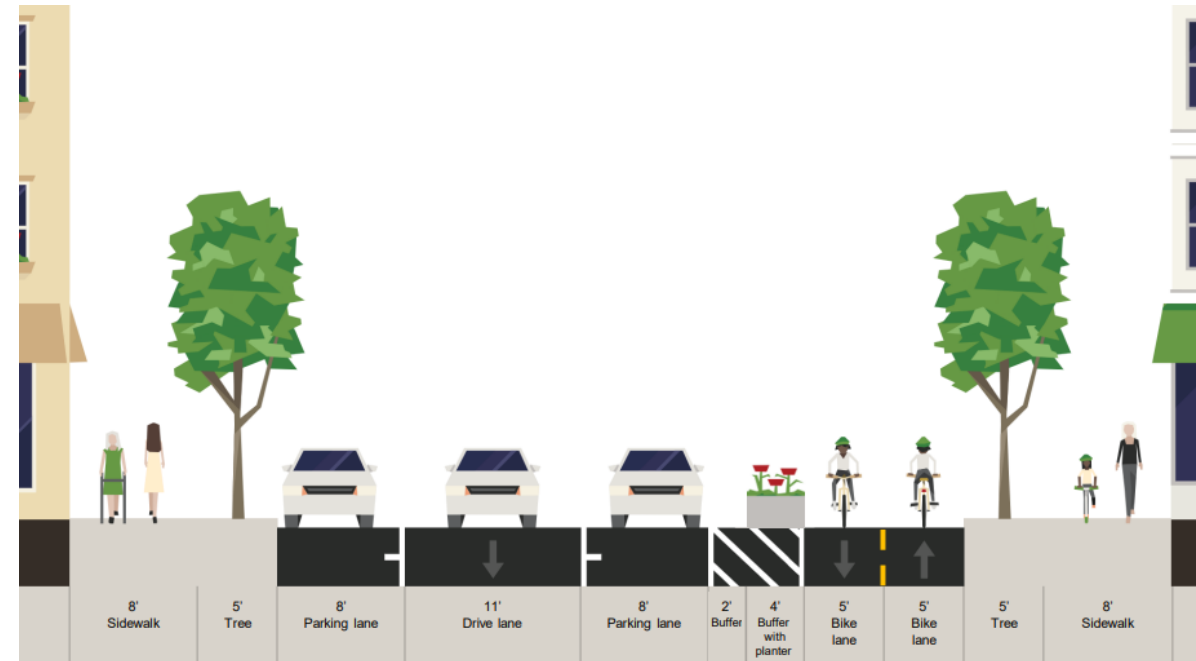 8'
Sidewalk
5'
Tree
8'
Parking lane
11'
Drive lane
8'
Parking lane
2'
Buffer
4'
Buffer
with
planter
5'
Bike
lane
5'
Bike
lane
5'
Tree
8'
Sidewalk